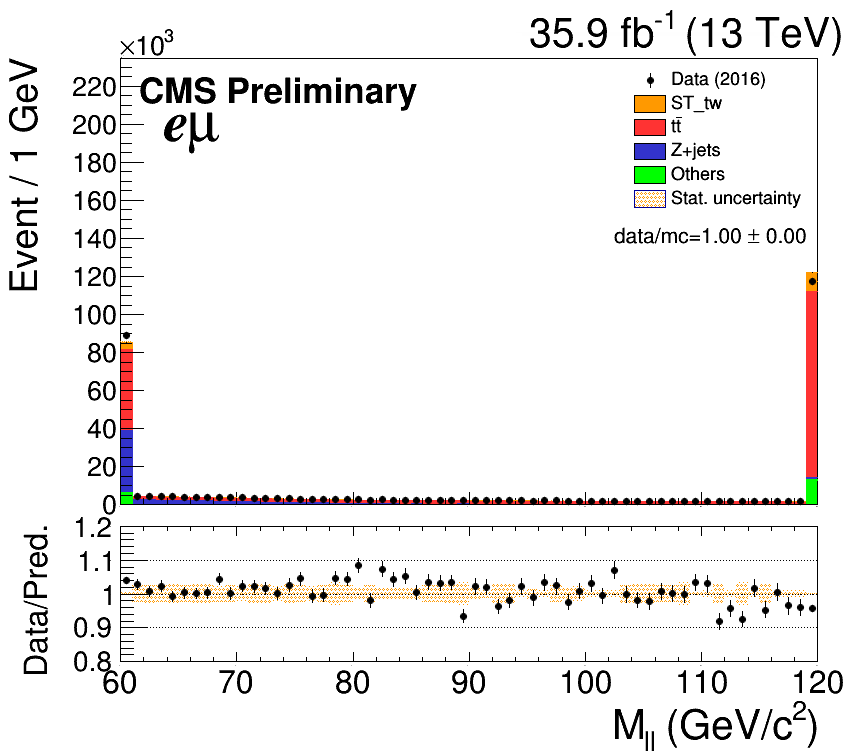 35.9 fb⁻¹ (13 TeV)
×10³
CMS Preliminary
eμ
Data (2016)
ST_tw
tt̄
Z+jets
Others
Stat. uncertainty
data/mc=1.00 ± 0.00
Event / 1 GeV
220
200
180
160
140
120
100
80
60
40
20
0
Data/Pred.
1.2
1.1
1
0.9
0.8
60 70 80 90 100 110 120
M_ll (GeV/c²)